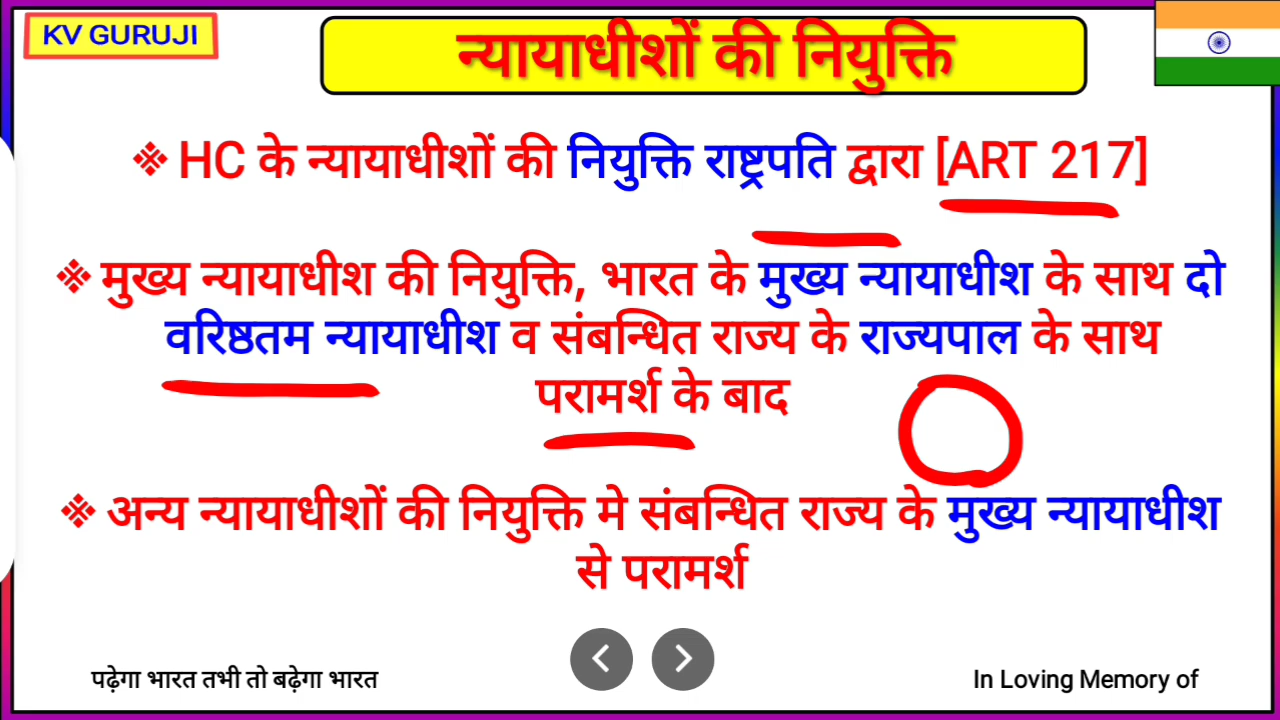 KV GURUJI
न्यायाधीशों की नियुक्ति
❖ HC के न्यायाधीशों की नियुक्ति राष्ट्रपति द्वारा [ART 217]
❖ मुख्य न्यायाधीश की नियुक्ति, भारत के मुख्य न्यायाधीश के साथ दो
वरिष्ठतम न्यायाधीश व संबन्धित राज्य के राज्यपाल के साथ
परामर्श के बाद
❖ अन्य न्यायाधीशों की नियुक्ति मे संबन्धित राज्य के मुख्य न्यायाधीश
से परामर्श
पढ़ेगा भारत तभी तो बढ़ेगा भारत
In Loving Memory of